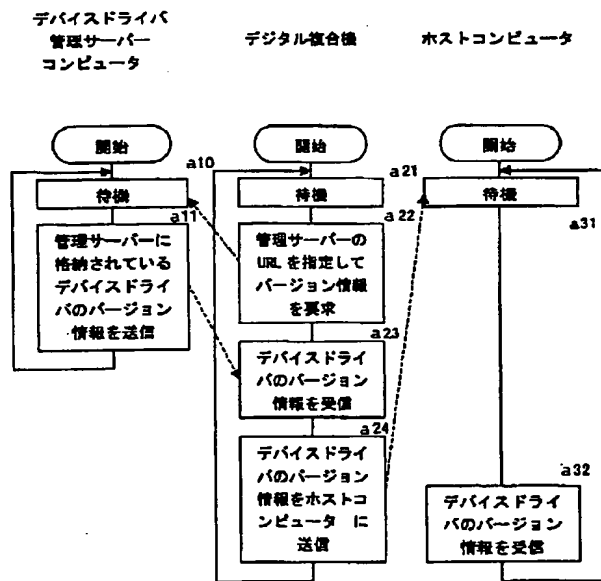 デバイスドライバ
管理サーバー
コンピュータ
デジタル複合機
ホストコンピュータ
開始
a10
待機
a11
管理サーバーに
格納されている
デバイスドライ
バのバージョン
情報を送信
開始
a21
待機
a22
管理サーバーの
URLを指定して
バージョン情報
を要求
a23
デバイスドライ
バのバージョン
情報を受信
a24
デバイスドライ
バのバージョン
情報をホストコ
ンピュータ に
送信
開始
待機
a31
a32
デバイスドライ
バのバージョン
情報を受信